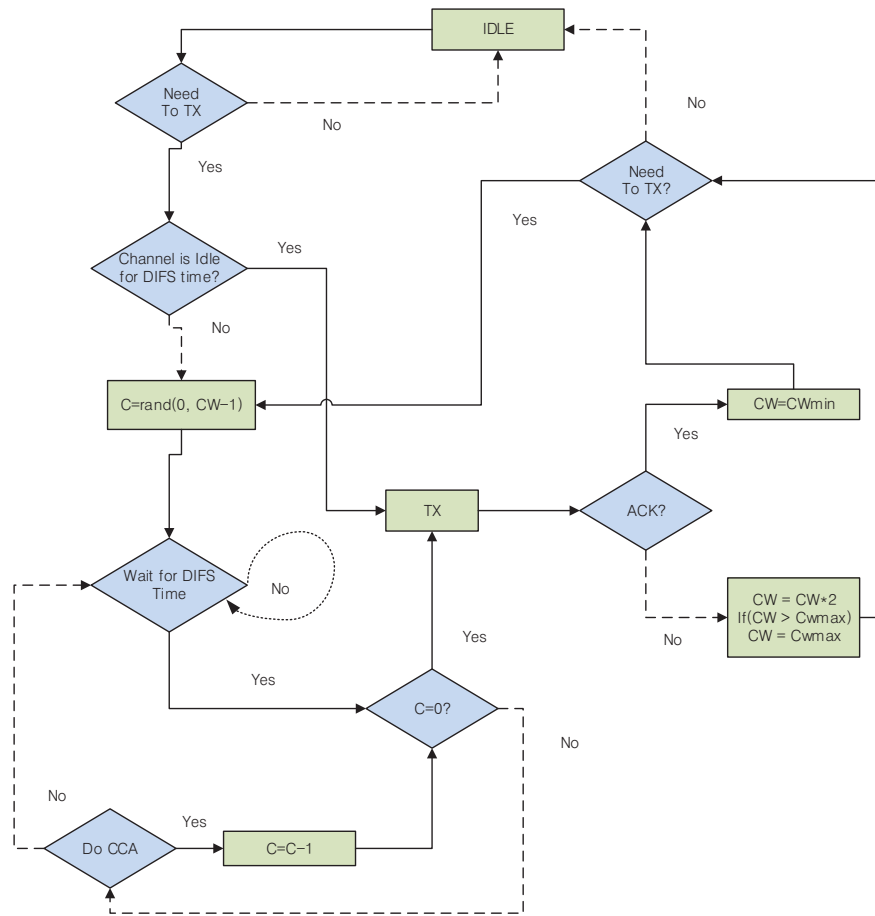 IDLE
Need
To TX
No
No
Yes
Need
To TX?
Yes
Channel is Idle
for DIFS time?
Yes
No
C=rand(0, CW-1)
CW=CWmin
Yes
TX
ACK?
Wait for DIFS
Time
No
CW = CW*2
If(CW > Cwmax)
CW = Cwmax
No
Yes
Yes
C=0?
No
No
Yes
Do CCA
C=C-1